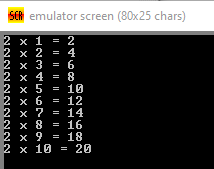 SCR emulator screen (80x25 chars)
2 x 1 = 2
2 x 2 = 4
2 x 3 = 6
2 x 4 = 8
2 x 5 = 10
2 x 6 = 12
2 x 7 = 14
2 x 8 = 16
2 x 9 = 18
2 x 10 = 20